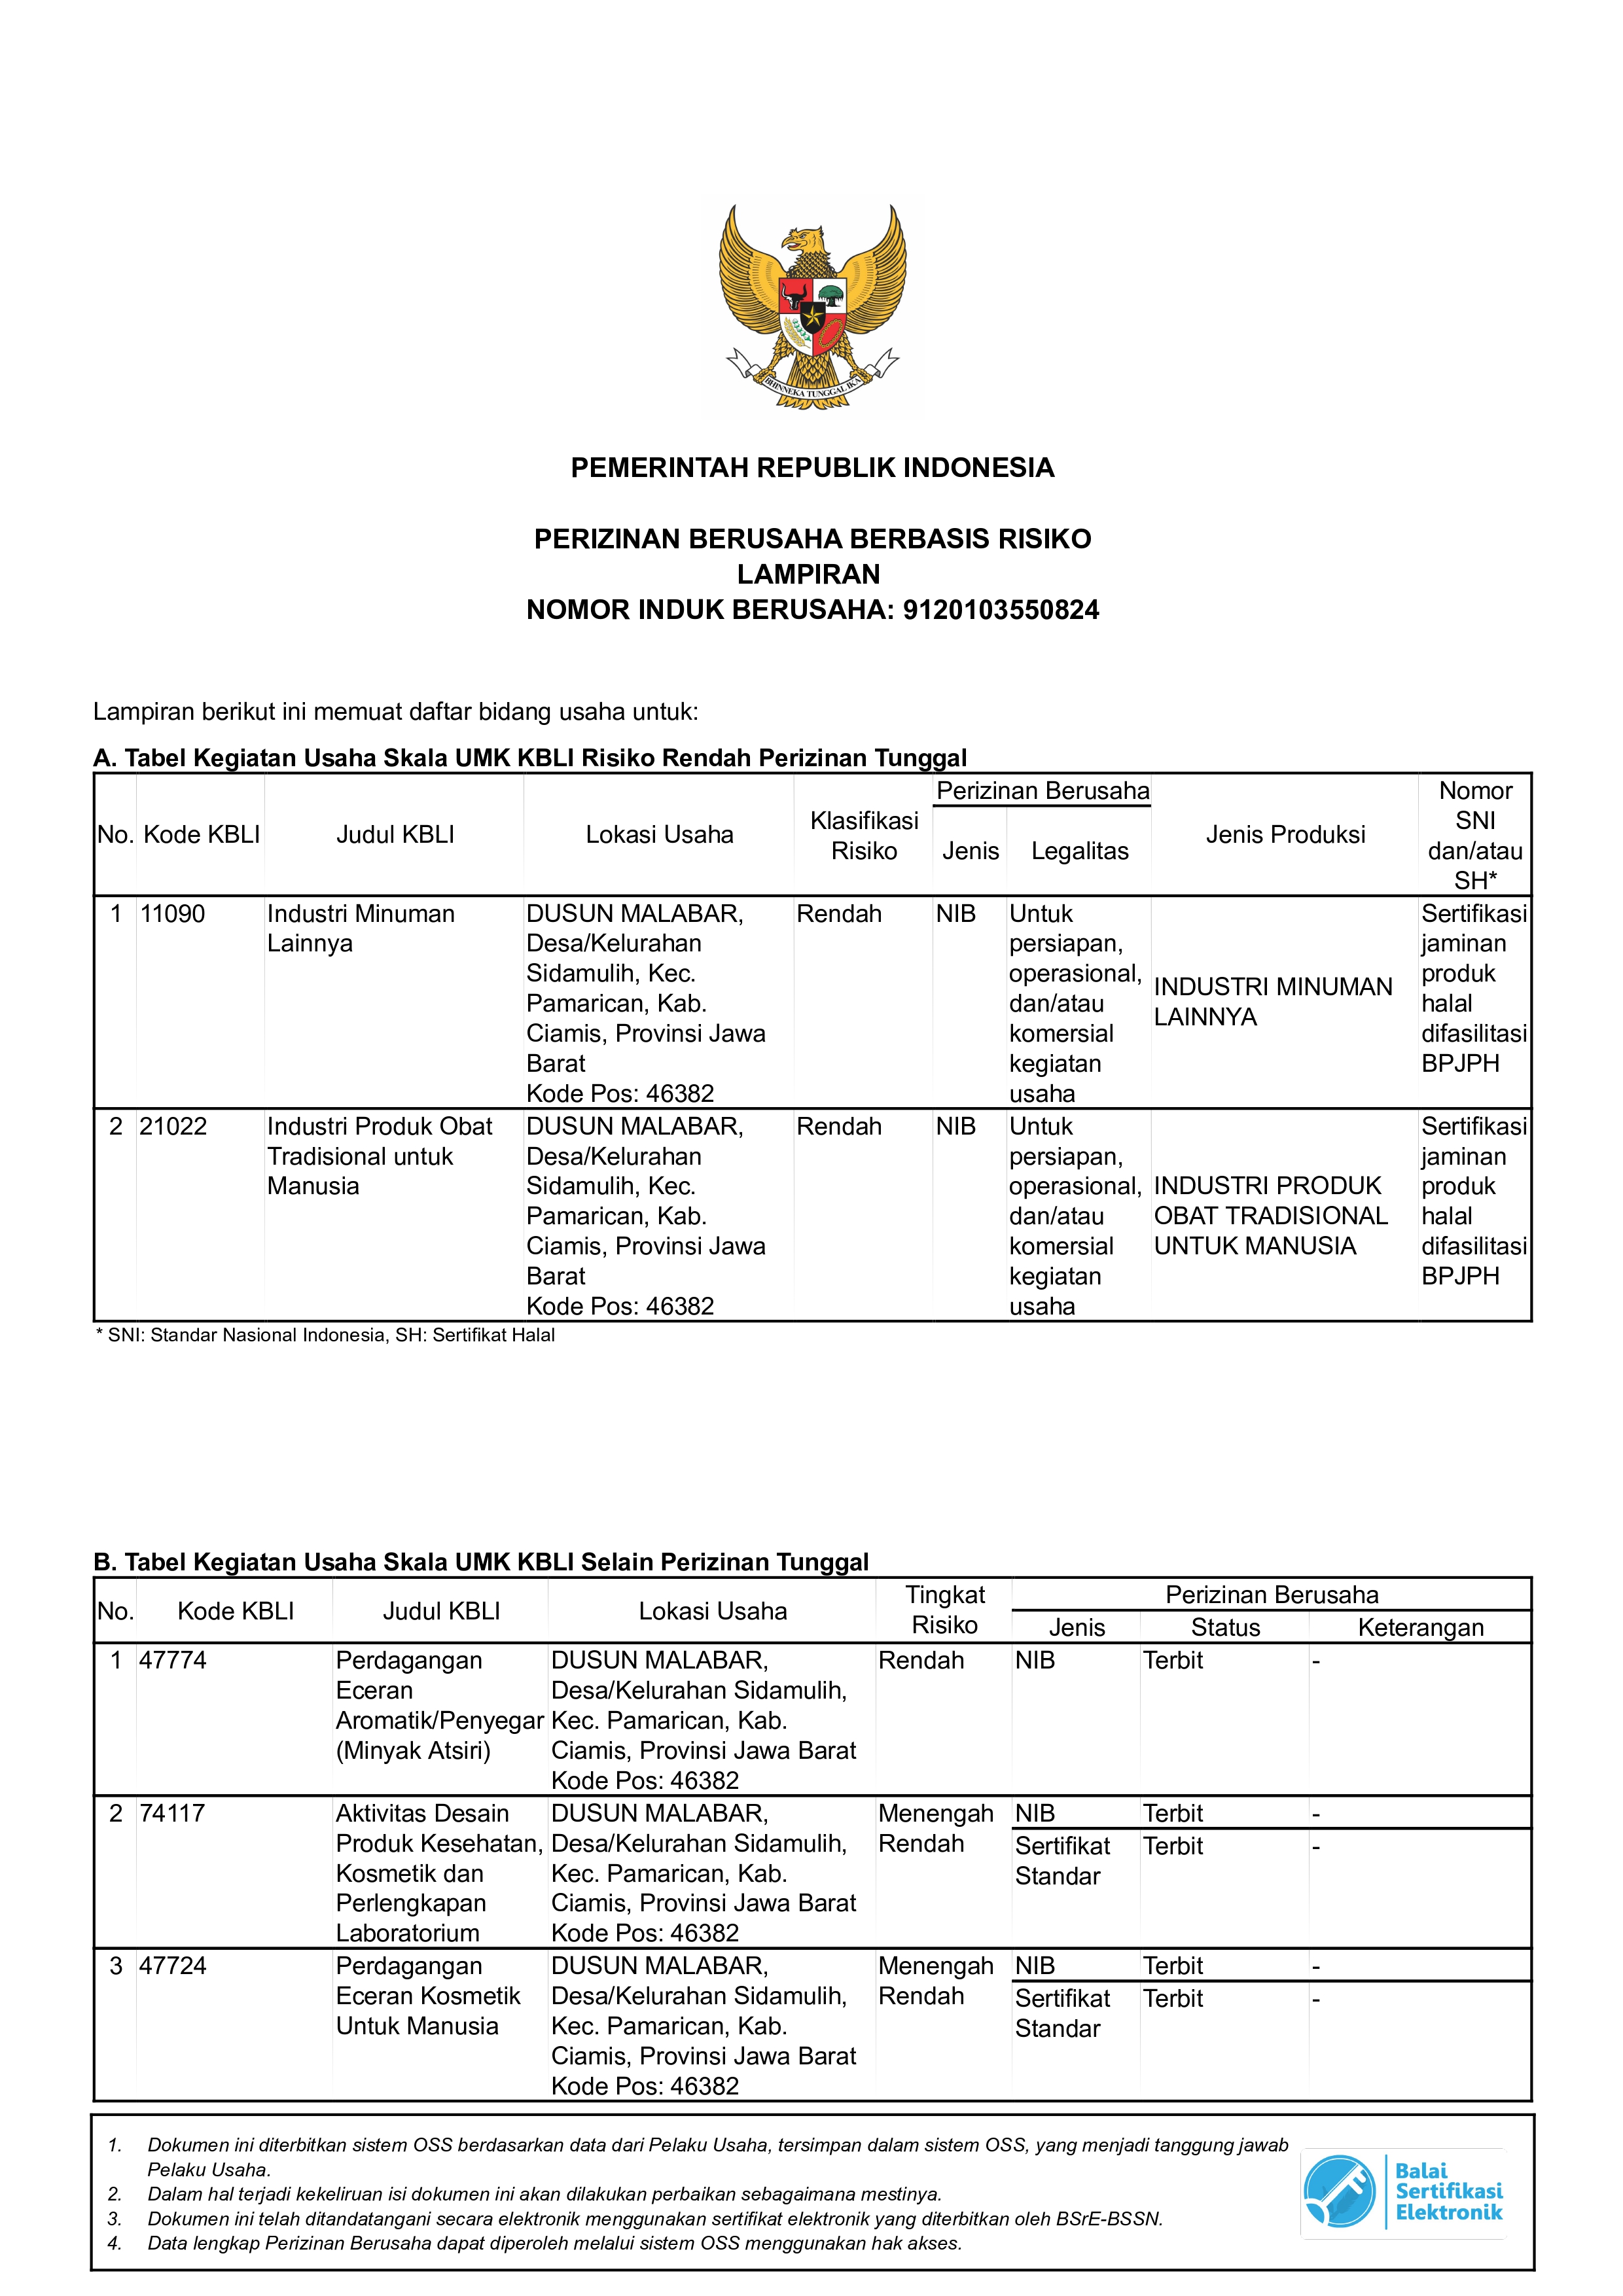 BHINNEKA TUNGGAL IKA
PEMERINTAH REPUBLIK INDONESIA
PERIZINAN BERUSAHA BERBASIS RISIKO
LAMPIRAN
NOMOR INDUK BERUSAHA: 9120103550824
Lampiran berikut ini memuat daftar bidang usaha untuk:
A. Tabel Kegiatan Usaha Skala UMK KBLI Risiko Rendah Perizinan Tunggal
No.
Kode KBLI
Judul KBLI
Lokasi Usaha
Klasifikasi
Risiko
Perizinan Berusaha
Jenis
Legalitas
Jenis Produksi
Nomor
SNI
dan/atau
SH*
1
11090
Industri Minuman
Lainnya
DUSUN MALABAR,
Desa/Kelurahan
Sidamulih, Kec.
Pamarican, Kab.
Ciamis, Provinsi Jawa
Barat
Kode Pos: 46382
Rendah
NIB
Untuk
persiapan,
operasional,
dan/atau
komersial
kegiatan
usaha
INDUSTRI MINUMAN
LAINNYA
Sertifikasi
jaminan
produk
halal
difasilitasi
BPJPH
2
21022
Industri Produk Obat
Tradisional untuk
Manusia
DUSUN MALABAR,
Desa/Kelurahan
Sidamulih, Kec.
Pamarican, Kab.
Ciamis, Provinsi Jawa
Barat
Kode Pos: 46382
Rendah
NIB
Untuk
persiapan,
operasional,
dan/atau
komersial
kegiatan
usaha
INDUSTRI PRODUK
OBAT TRADISIONAL
UNTUK MANUSIA
Sertifikasi
jaminan
produk
halal
difasilitasi
BPJPH
* SNI: Standar Nasional Indonesia, SH: Sertifikat Halal
B. Tabel Kegiatan Usaha Skala UMK KBLI Selain Perizinan Tunggal
No.
Kode KBLI
Judul KBLI
Lokasi Usaha
Tingkat
Risiko
Perizinan Berusaha
Jenis
Status
Keterangan
1
47774
Perdagangan
Eceran
Aromatik/Penyegar
(Minyak Atsiri)
DUSUN MALABAR,
Desa/Kelurahan Sidamulih,
Kec. Pamarican, Kab.
Ciamis, Provinsi Jawa Barat
Kode Pos: 46382
Rendah
NIB
Terbit
-
2
74117
Aktivitas Desain
Produk Kesehatan,
Kosmetik dan
Perlengkapan
Laboratorium
DUSUN MALABAR,
Desa/Kelurahan Sidamulih,
Kec. Pamarican, Kab.
Ciamis, Provinsi Jawa Barat
Kode Pos: 46382
Menengah
Rendah
NIB
Terbit
-
Sertifikat
Standar
Terbit
-
3
47724
Perdagangan
Eceran Kosmetik
Untuk Manusia
DUSUN MALABAR,
Desa/Kelurahan Sidamulih,
Kec. Pamarican, Kab.
Ciamis, Provinsi Jawa Barat
Kode Pos: 46382
Menengah
Rendah
NIB
Terbit
-
Sertifikat
Standar
Terbit
-
1. Dokumen ini diterbitkan sistem OSS berdasarkan data dari Pelaku Usaha, tersimpan dalam sistem OSS, yang menjadi tanggung jawab
Pelaku Usaha.
2. Dalam hal terjadi kekeliruan isi dokumen ini akan dilakukan perbaikan sebagaimana mestinya.
3. Dokumen ini telah ditandatangani secara elektronik menggunakan sertifikat elektronik yang diterbitkan oleh BSrE-BSSN.
4. Data lengkap Perizinan Berusaha dapat diperoleh melalui sistem OSS menggunakan hak akses.
Balai
Sertifikasi
Elektronik